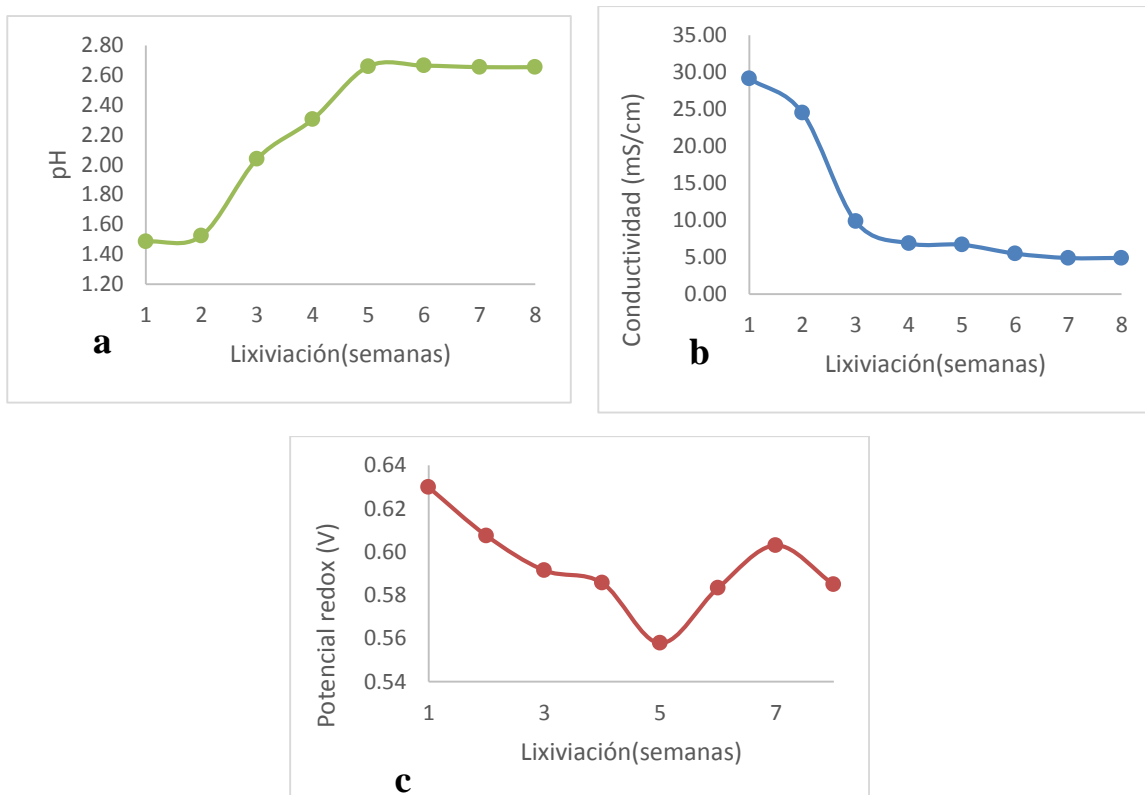 pH
2.80
2.60
2.40
2.20
2.00
1.80
1.60
1.40
1.20
1 2 3 4 5 6 7 8
Lixiviación(semanas)
a
Conductividad (mS/cm)
35.00
30.00
25.00
20.00
15.00
10.00
5.00
0.00
1 2 3 4 5 6 7 8
Lixiviación(semanas)
b
Potencial redox (V)
0.64
0.62
0.60
0.58
0.56
0.54
1 3 5 7
Lixiviación(semanas)
c